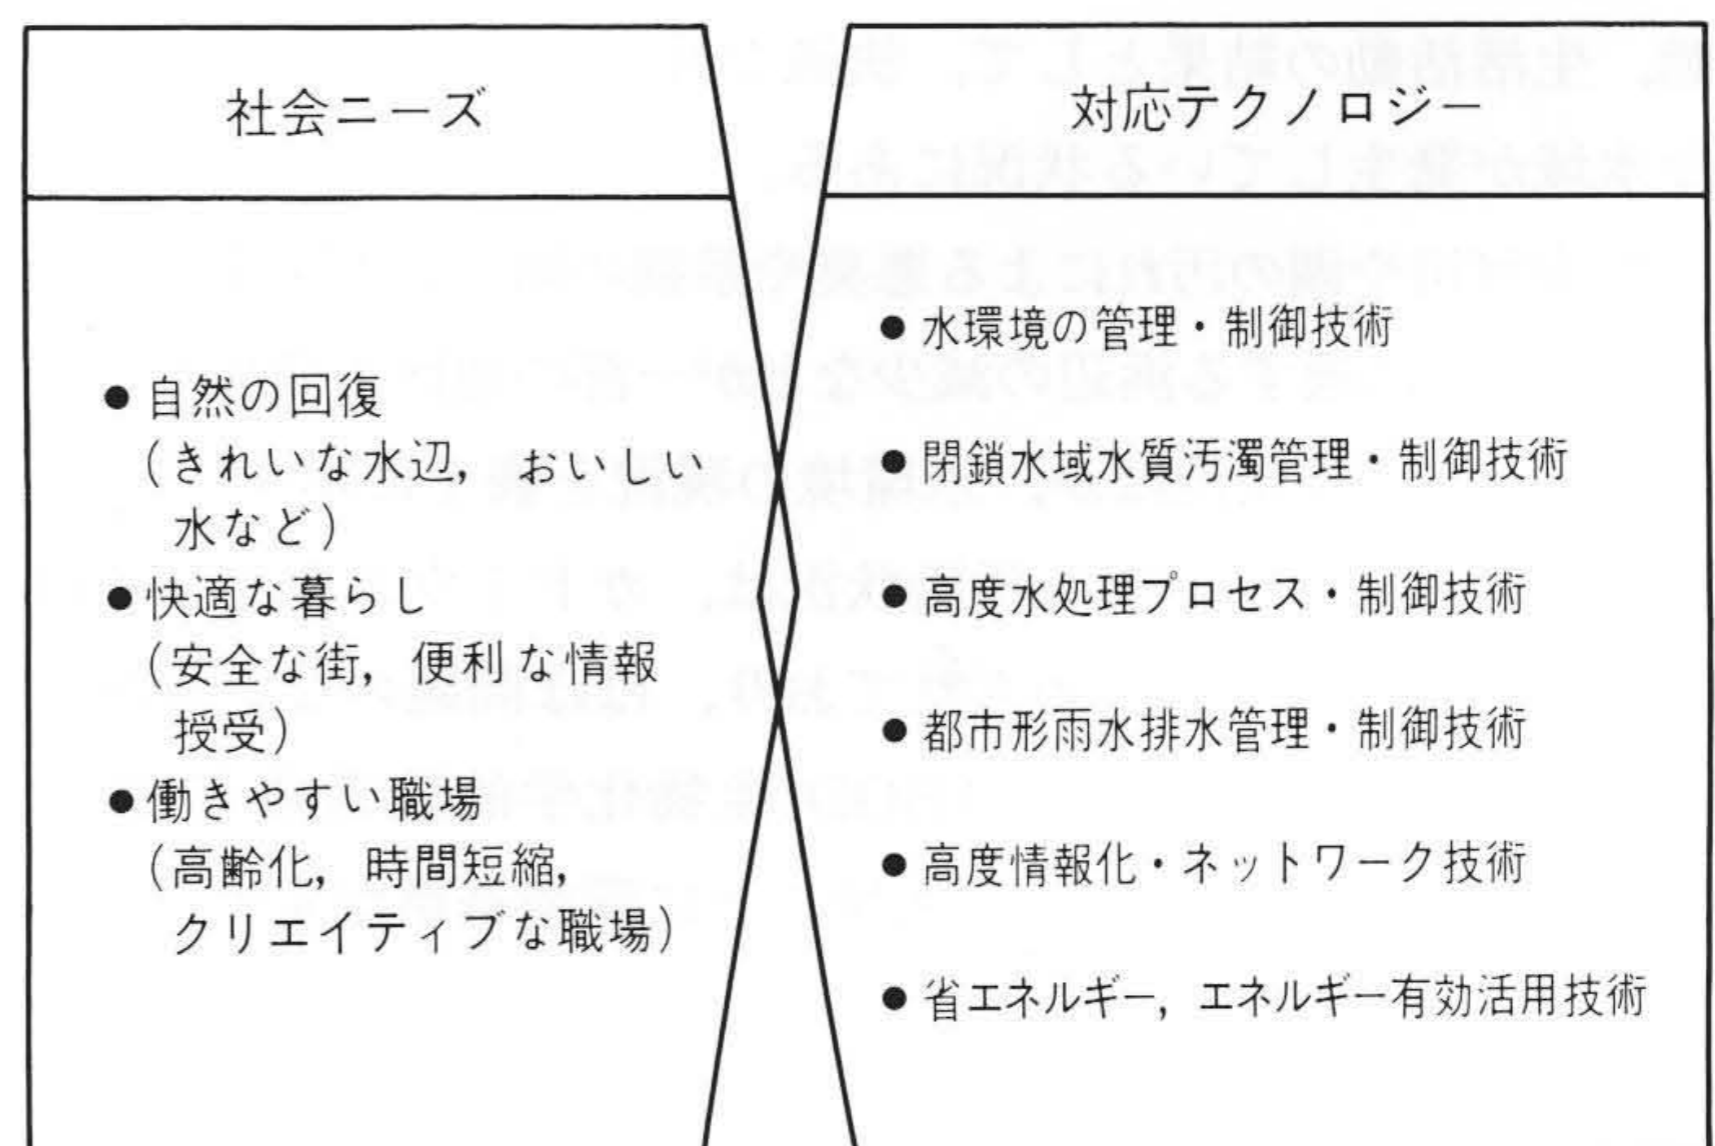 社会ニーズ
●自然の回復
(きれいな水辺, おいしい
水など)
●快適な暮らし
(安全な街, 便利な情報
授受)
●働きやすい職場
(高齢化, 時間短縮,
クリエイティブな職場)
対応テクノロジー
●水環境の管理・制御技術
●閉鎖水域水質汚濁管理・制御技術
●高度水処理プロセス・制御技術
●都市形雨水排水管理・制御技術
●高度情報化・ネットワーク技術
●省エネルギー, エネルギー有効活用技術